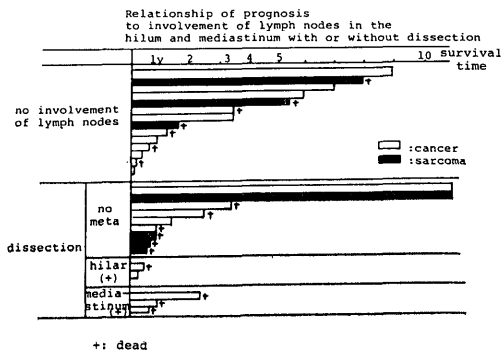 Relationship of prognosis
to involvement of lymph nodes in the
hilum and mediastinum with or without dissection
1y 2 3 4 5 10 survival
time
no involvement
of lymph nodes
:cancer
:sarcoma
no
meta
dissection
hilar
(+)
media
stinum
(+)
+: dead